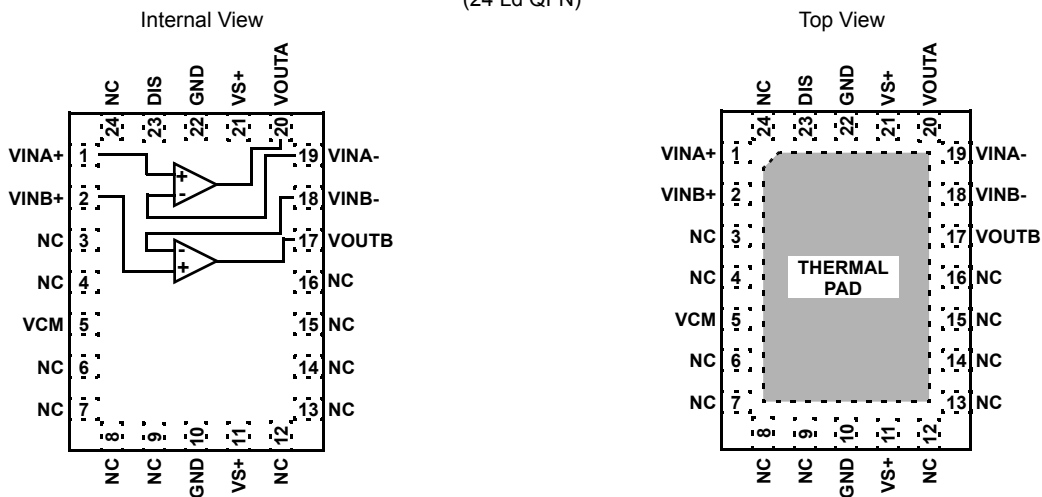 (24 Ld QFN)
Internal View
NC DIS GND VS+ VOUTA
24 23 22 21 20
VINA+ 1 + 19 VINA-
VINB+ 2 - 18 VINB-
NC 3 - 17 VOUTB
NC 4 + 16 NC
VCM 5 15 NC
NC 6 14 NC
NC 7 13 NC
8 9 10 11 12
NC NC GND VS+ NC
Top View
NC DIS GND VS+ VOUTA
24 23 22 21 20
VINA+ 1 19 VINA-
VINB+ 2 18 VINB-
NC 3 17 VOUTB
NC 4 THERMAL 16 NC
PAD
VCM 5 15 NC
NC 6 14 NC
NC 7 13 NC
8 9 10 11 12
NC NC GND VS+ NC